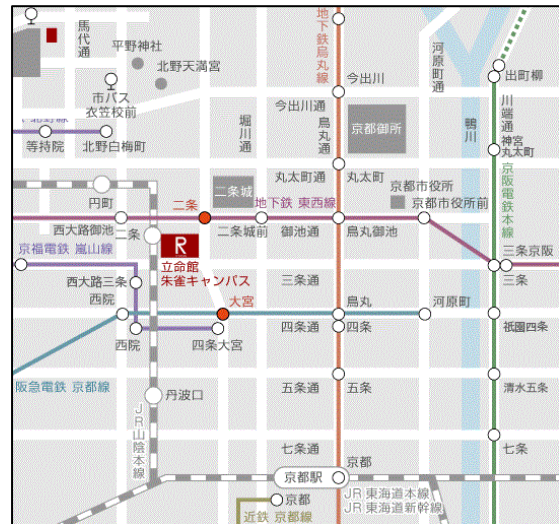 馬代通
平野神社
北野天満宮
市バス
衣笠校前
北野線
等持院
北野白梅町
堀川通
地下鉄烏丸線
今出川
今出川通
烏丸通
京都御所
河原町通
鴨川
出町柳
川端通
神宮
丸太町
京阪電鉄本線
丸太町通
丸太町
京都市役所
京都市役所前
円町
二条
二条城
地下鉄 東西線
西大路御池
二条
二条城前
御池通
烏丸御池
京福電鉄 嵐山線
R
立命館
朱雀キャンパス
三条京阪
三条
西大路三条
三条通
西院
大宮
烏丸
河原町
四条通
四条
祇園四条
西院
四条大宮
阪急電鉄 京都線
丹波口
五条通
五条
清水五条
JR山陰本線
七条通
七条
京都駅
京都
京都
近鉄 京都線
JR 東海道本線
JR 東海道新幹線